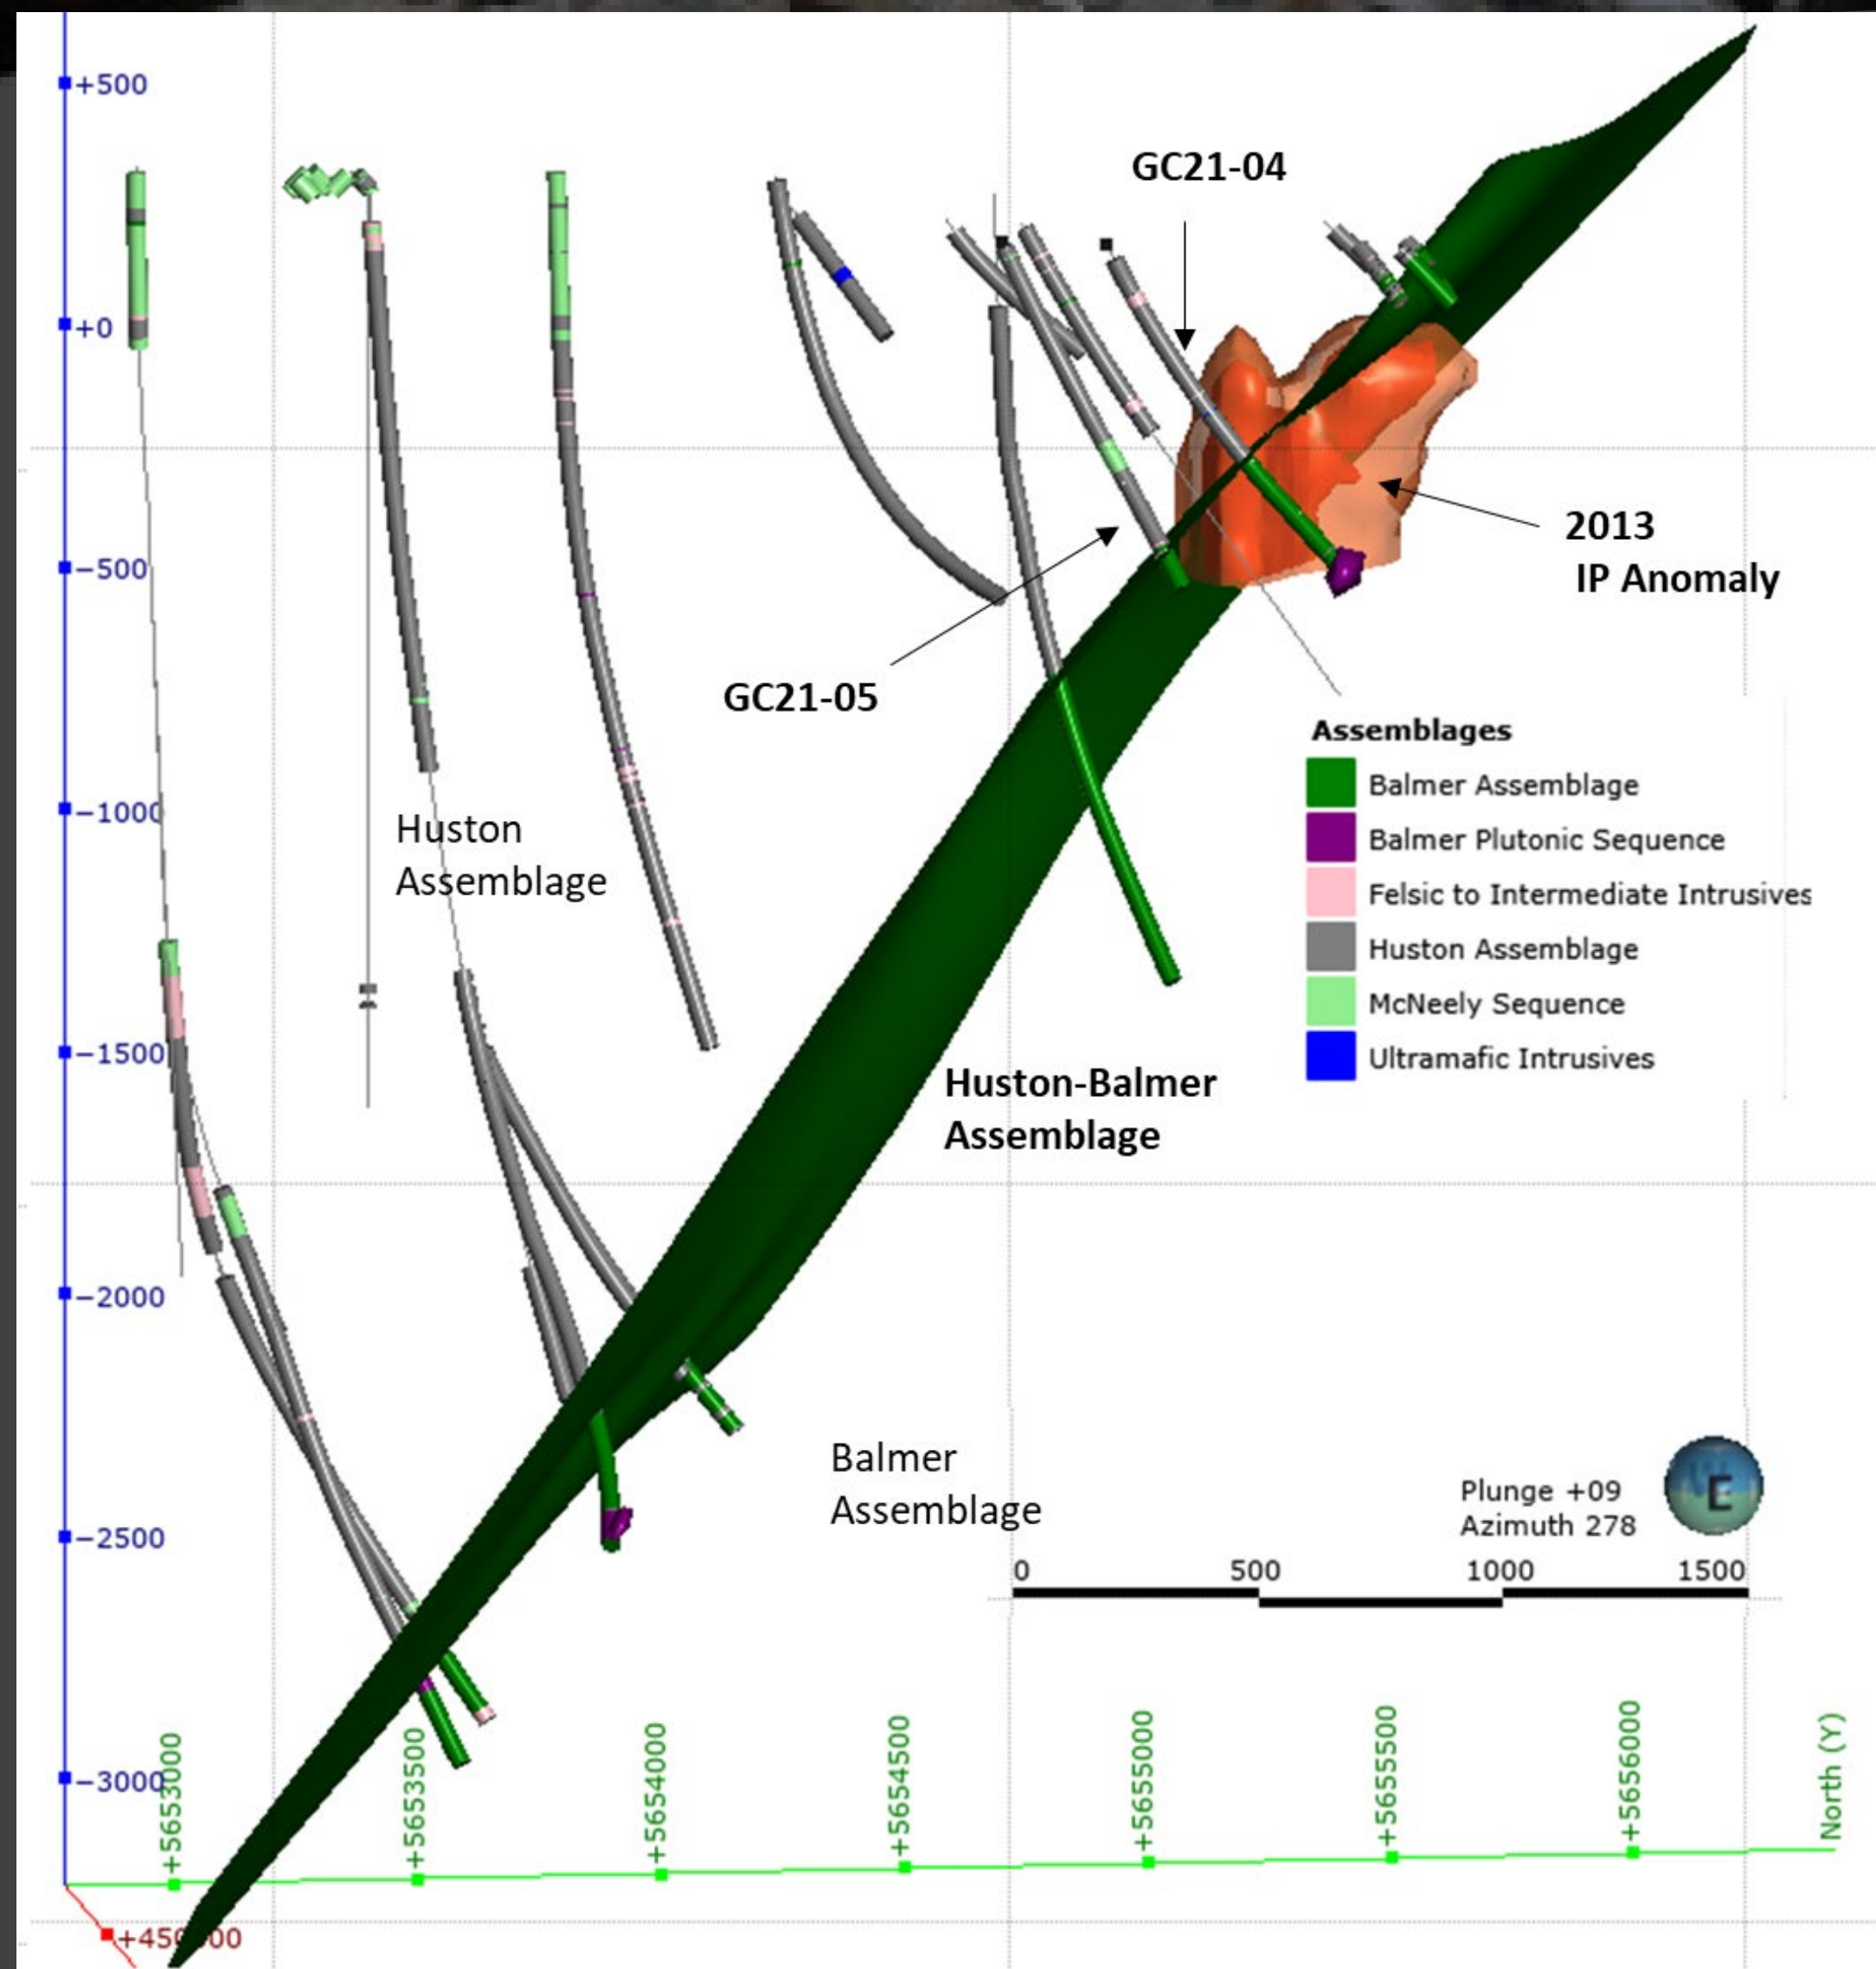 +500
+0
−500
−1000
−1500
−2000
−2500
−3000
GC21-04
2013
IP Anomaly
GC21-05
Huston
Assemblage
Assemblages
Balmer Assemblage
Balmer Plutonic Sequence
Felsic to Intermediate Intrusives
Huston Assemblage
McNeely Sequence
Ultramafic Intrusives
Huston-Balmer
Assemblage
Balmer
Assemblage
Plunge +09
Azimuth 278
E
0 500 1000 1500
+5653000
+5653500
+5654000
+5654500
+5655000
+5655500
+5656000
North (Y)